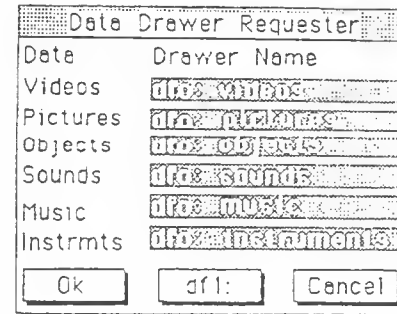 Data Drawer Requester
Data Drawer Name
Videos df0: videos
Pictures df0: pictures
Objects df0: objects
Sounds df0: sounds
Music df0: music
Instrmts df0: instruments
Ok df1: Cancel